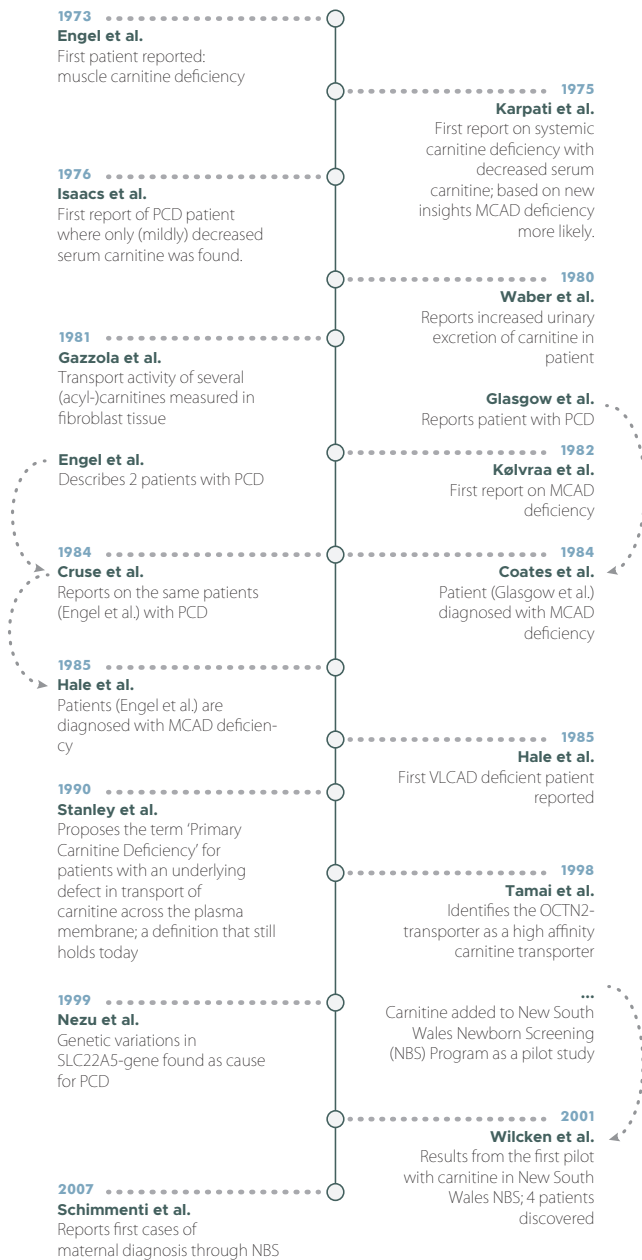 1973
Engel et al.
First patient reported:
muscle carnitine deficiency
1975
Karpati et al.
First report on systemic
carnitine deficiency with
decreased serum
carnitine; based on new
insights MCAD deficiency
more likely.
1976
Isaacs et al.
First report of PCD patient
where only (mildly) decreased
serum carnitine was found.
1980
Waber et al.
Reports increased urinary
excretion of carnitine in
patient
1981
Gazzola et al.
Transport activity of several
(acyl-)carnitines measured in
fibroblast tissue
Glasgow et al.
Reports patient with PCD
Engel et al.
Describes 2 patients with PCD
1982
Kølvraa et al.
First report on MCAD
deficiency
1984
Cruse et al.
Reports on the same patients
(Engel et al.) with PCD
1984
Coates et al.
Patient (Glasgow et al.)
diagnosed with MCAD
deficiency
1985
Hale et al.
Patients (Engel et al.) are
diagnosed with MCAD deficien-
cy
1985
Hale et al.
First VLCAD deficient patient
reported
1990
Stanley et al.
Proposes the term ‘Primary
Carnitine Deficiency’ for
patients with an underlying
defect in transport of
carnitine across the plasma
membrane; a definition that still
holds today
1998
Tamai et al.
Identifies the OCTN2-
transporter as a high affinity
carnitine transporter
...
Carnitine added to New South
Wales Newborn Screening
(NBS) Program as a pilot study
1999
Nezu et al.
Genetic variations in
SLC22A5-gene found as cause
for PCD
2001
Wilcken et al.
Results from the first pilot
with carnitine in New South
Wales NBS; 4 patients
discovered
2007
Schimmenti et al.
Reports first cases of
maternal diagnosis through NBS